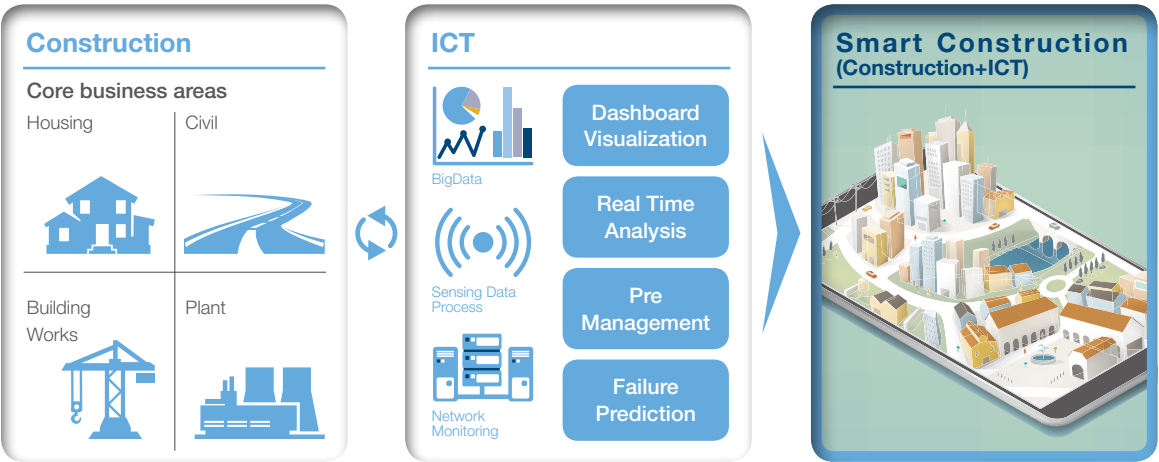 Construction
Core business areas
Housing
Civil
Building
Works
Plant
ICT
BigData
Sensing Data
Process
Network
Monitoring
Dashboard
Visualization
Real Time
Analysis
Pre
Management
Failure
Prediction
Smart Construction
(Construction+ICT)